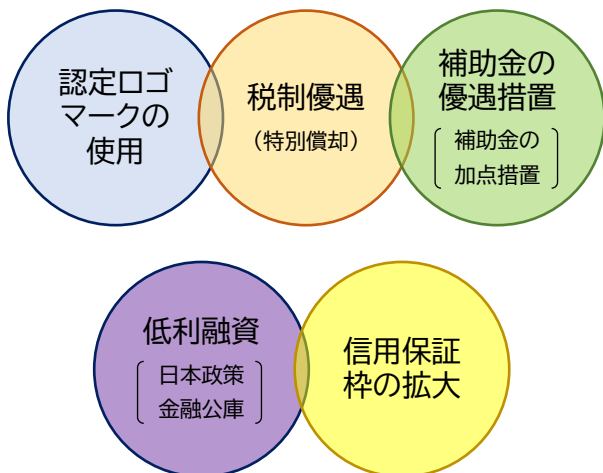 認定ロゴ
マークの
使用
税制優遇
（特別償却）
補助金の
優遇措置
補助金の
加点措置
低利融資
日本政策
金融公庫
信用保証
枠の拡大